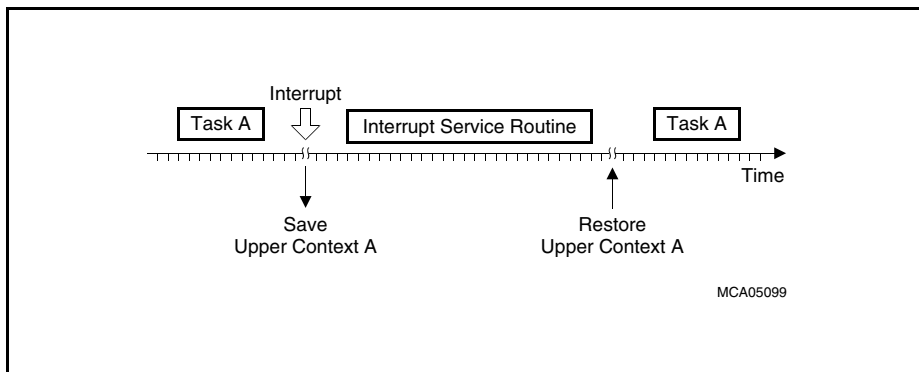 Interrupt
Task A
Interrupt Service Routine
Task A
Time
Save
Upper Context A
Restore
Upper Context A
MCA05099